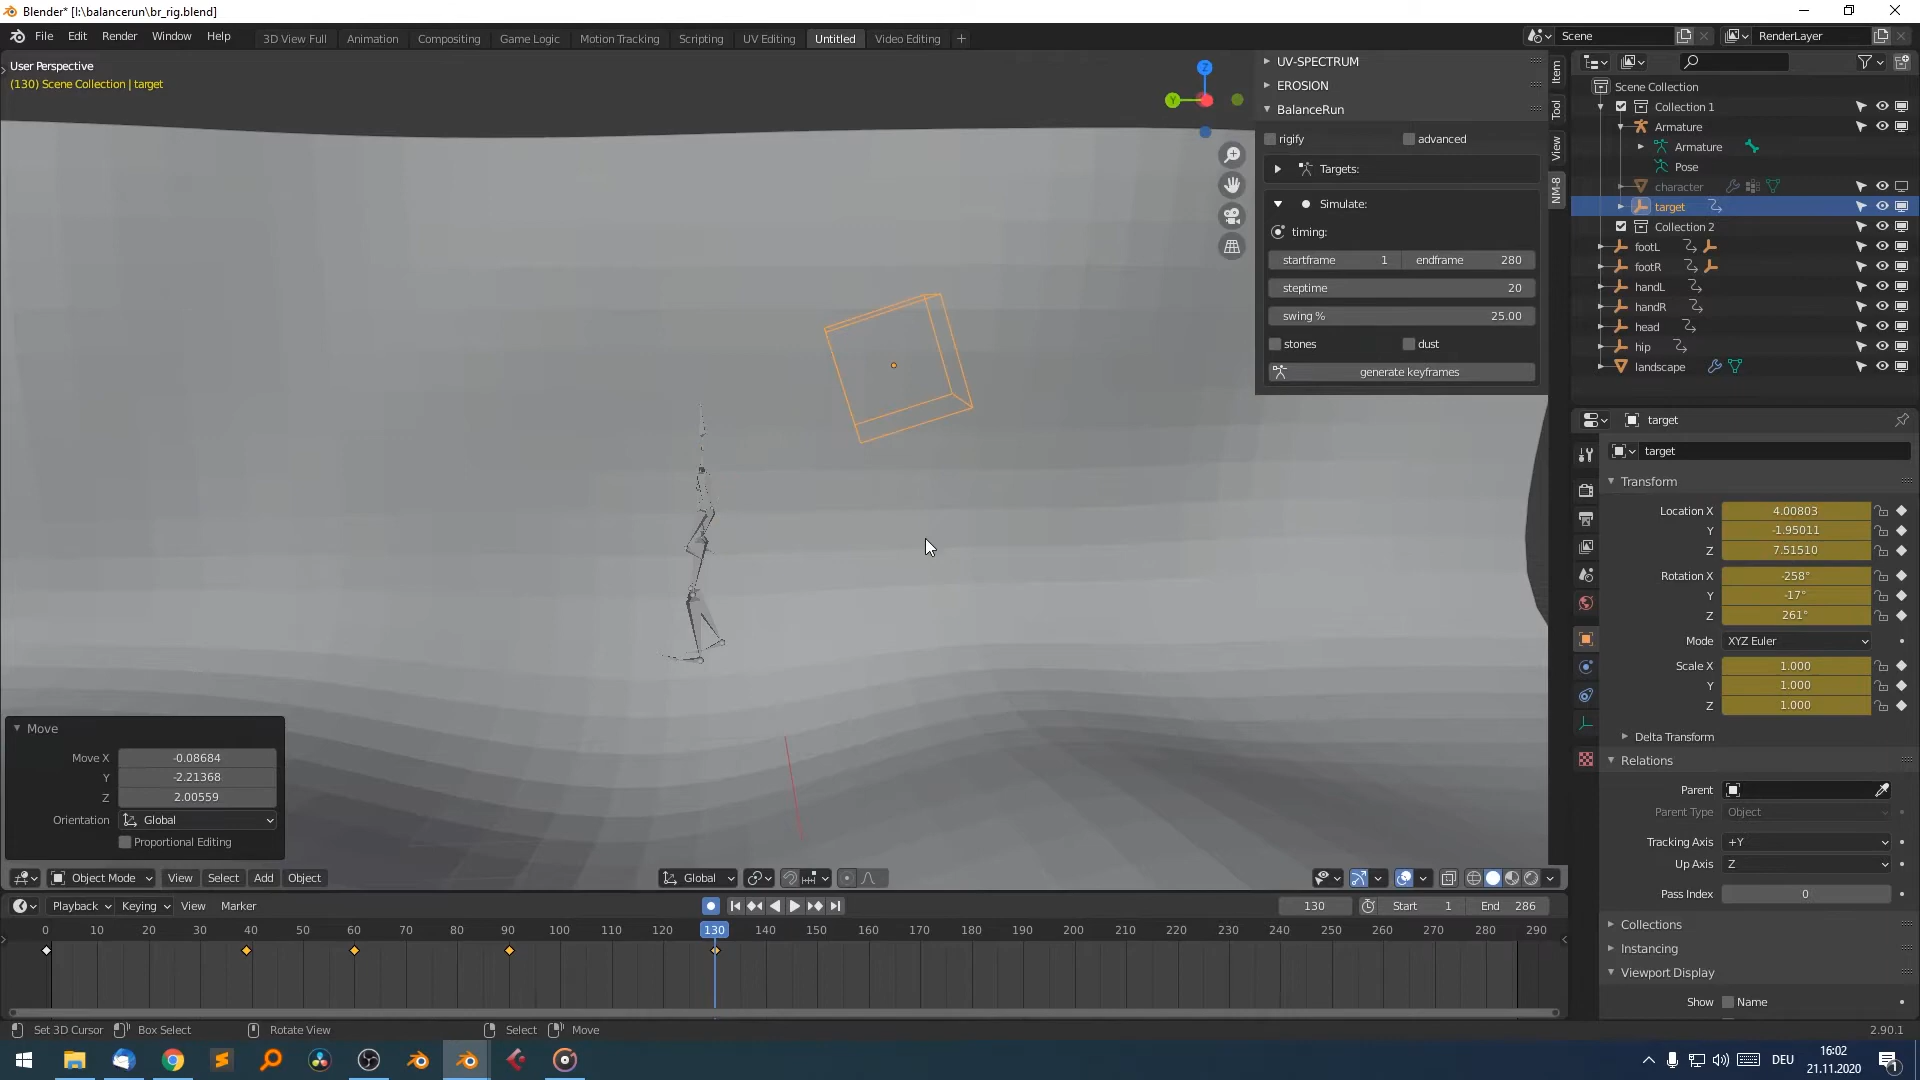 Blender* [I:\balancerun\br_rig.blend]
File Edit Render Window Help
3D View Full Animation Compositing Game Logic Motion Tracking Scripting UV Editing Untitled Video Editing +
Scene
RenderLayer
User Perspective
(130) Scene Collection | target
Z
Y
UV-SPECTRUM
EROSION
BalanceRun
rigify
advanced
Targets:
Simulate:
timing:
startframe 1
endframe 280
steptime 20
swing % 25.00
stones
dust
generate keyframes
Item
Tool
View
NM-8
Scene Collection
Collection 1
Armature
Armature
Pose
character
target
Collection 2
footL
footR
handL
handR
head
hip
landscape
target
target
Transform
Location X 4.00803
Y -1.95011
Z 7.51510
Rotation X -258°
Y -17°
Z 261°
Mode XYZ Euler
Scale X 1.000
Y 1.000
Z 1.000
Delta Transform
Relations
Parent
Parent Type Object
Tracking Axis +Y
Up Axis Z
Pass Index 0
Collections
Instancing
Viewport Display
Show Name
Move
Move X -0.08684
Y -2.21368
Z 2.00559
Orientation Global
Proportional Editing
Object Mode View Select Add Object
Global
Playback Keying View Marker
130
Start 1
End 286
0 10 20 30 40 50 60 70 80 90 100 110 120 130 140 150 160 170 180 190 200 210 220 230 240 250 260 270 280 290
Set 3D Cursor Box Select Rotate View Select Move
2.90.1
DEU
16:02
21.11.2020
1